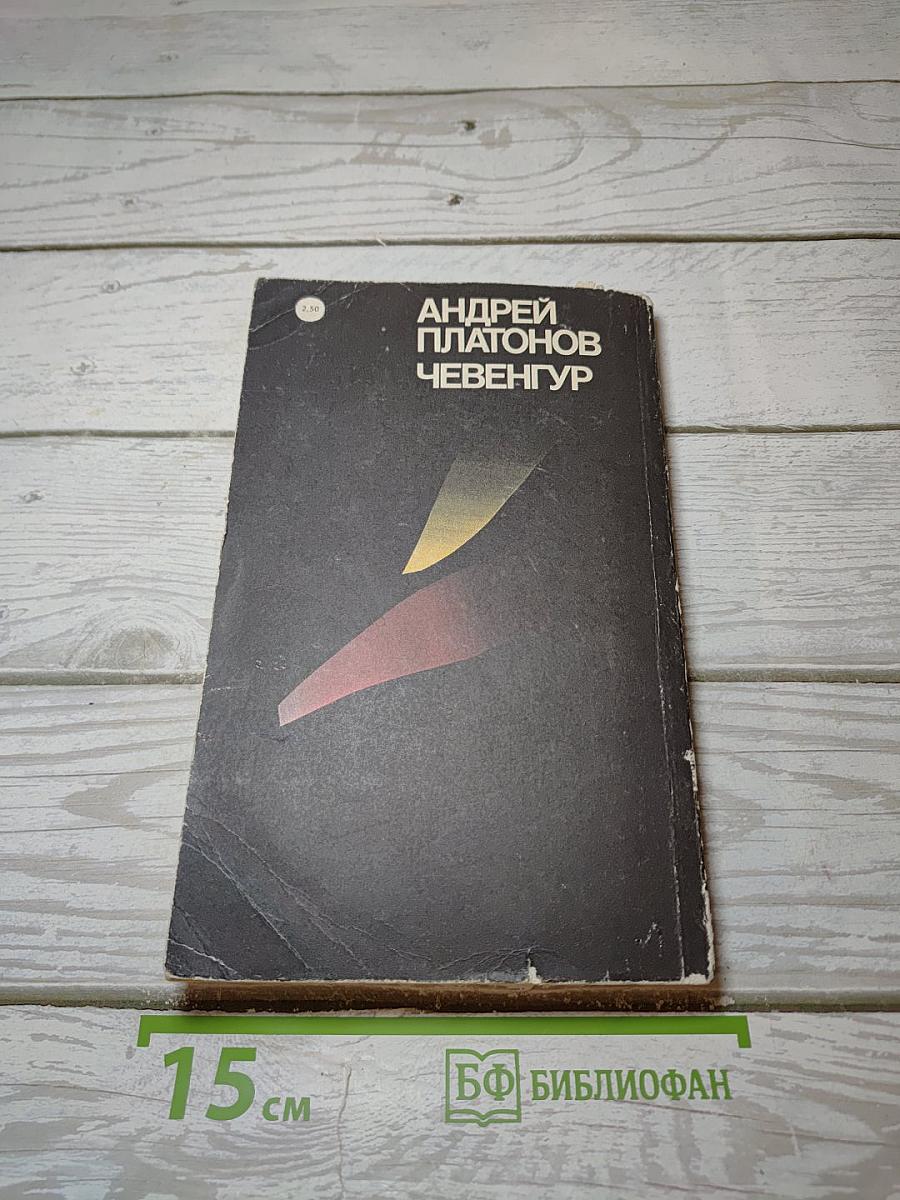 2.50
АНДРЕЙ
ПЛАТОНОВ
ЧЕВЕНГУР
15 см
БФ БИБЛИОФАН